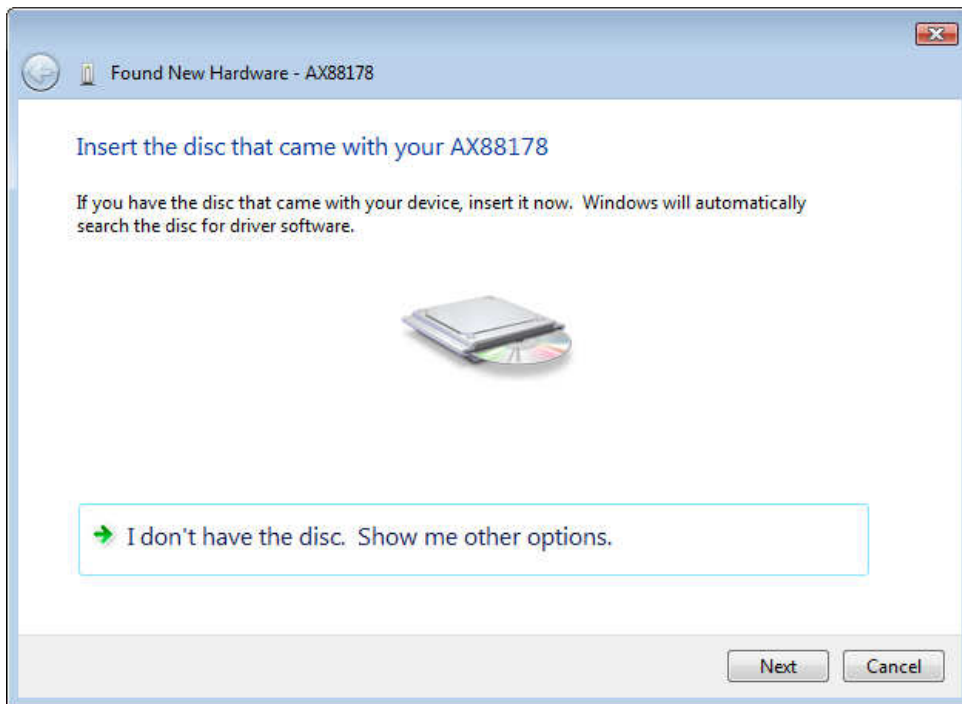 Found New Hardware - AX88178
Insert the disc that came with your AX88178
If you have the disc that came with your device, insert it now.  Windows will automatically
search the disc for driver software.
I don't have the disc.  Show me other options.
Next
Cancel